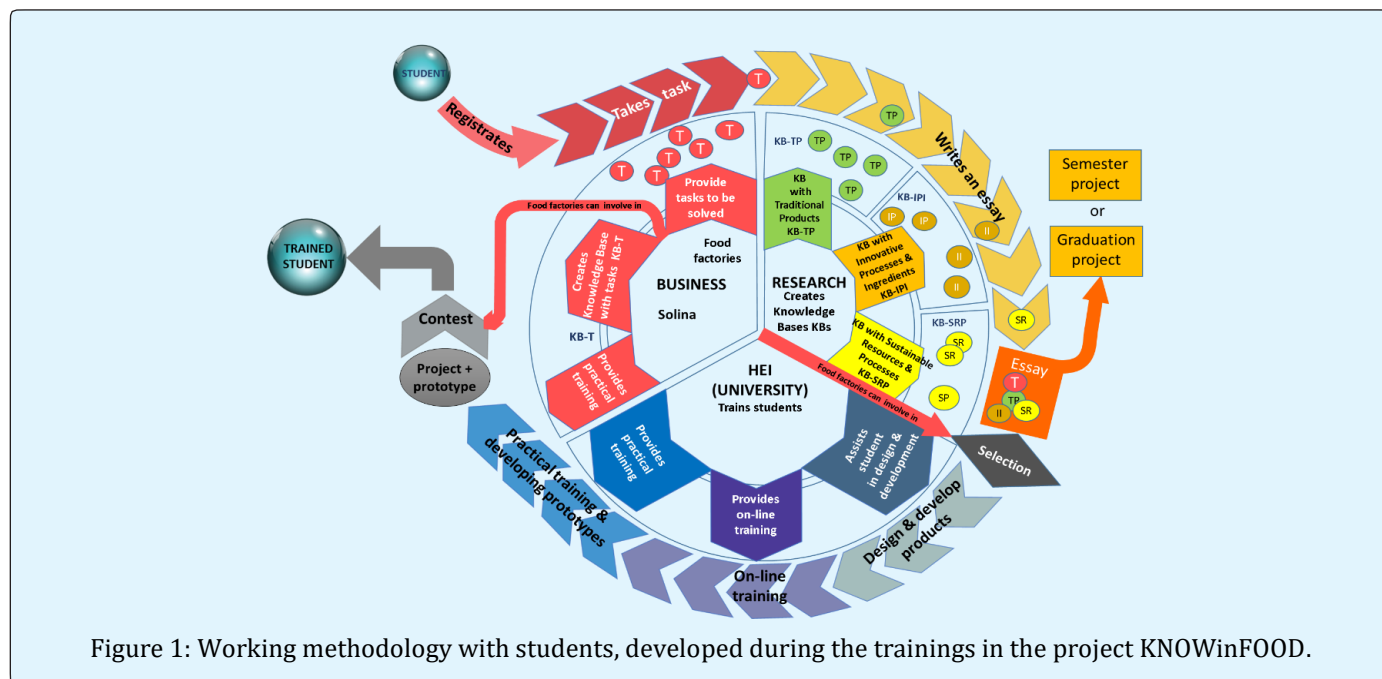 STUDENT
Registrates
Takes task
T
T
T
T
T
T
T
Provide
tasks to be
solved
Food factories can involve in
Creates
Knowledge Base
with tasks KB-T
KB-T
Provides
practical
training
Food
factories
BUSINESS
Solina
KB-TP
TP
TP
TP
TP
TP
KB
with
Traditional
Products
KB-TP
Writes an essay
KB-IPI
IP
IP
II
II
II
KB with
Innovative
Processes &
Ingredients
KB-IPI
RESEARCH
Creates
Knowledge
Bases KBs
KB-SRP
SR
SR
SR
SP
KB with Sustainable
Resources &
Processes
KB-SRP
Food factories can involve in
Semester
project
or
Graduation
project
Essay
T
TP
II
SR
Selection
HEI
(UNIVERSITY)
Trains students
Assists
student
in design &
development
Provides
on-line
training
Provides
practical
training
Design & develop
products
On-line
training
Practical training &
developing prototypes
Project +
prototype
Contest
TRAINED
STUDENT
Figure 1: Working methodology with students, developed during the trainings in the project KNOWinFOOD.